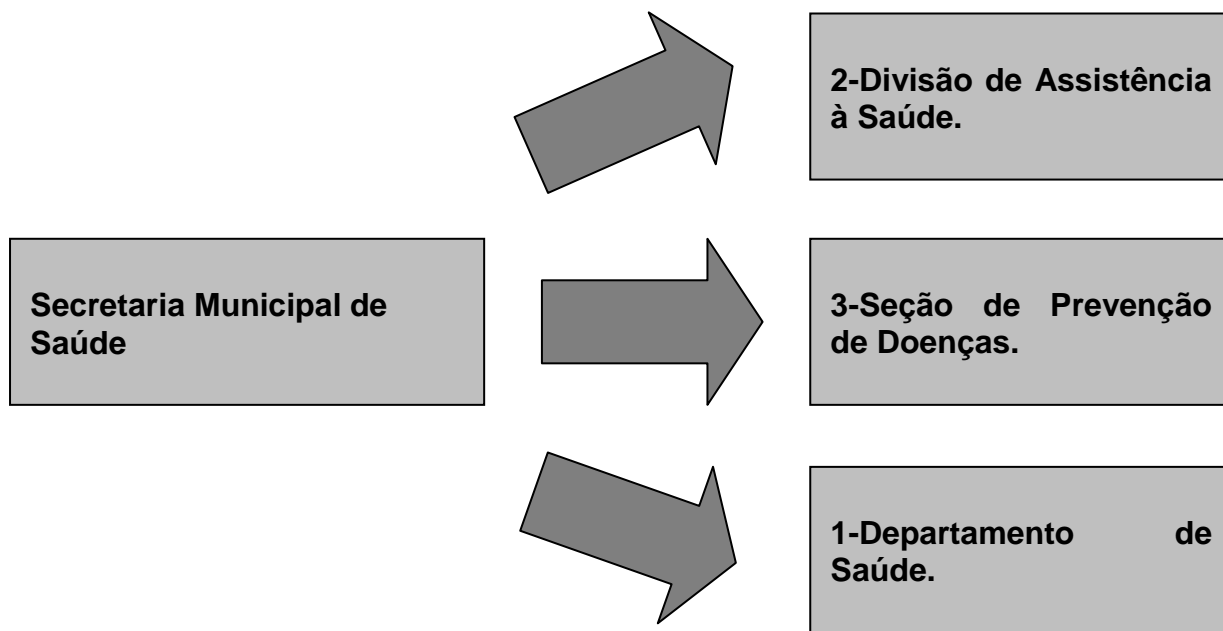 Secretaria Municipal de
Saúde
2-Divisão de Assistência
à Saúde.
3-Seção de Prevenção
de Doenças.
1-Departamento de
Saúde.